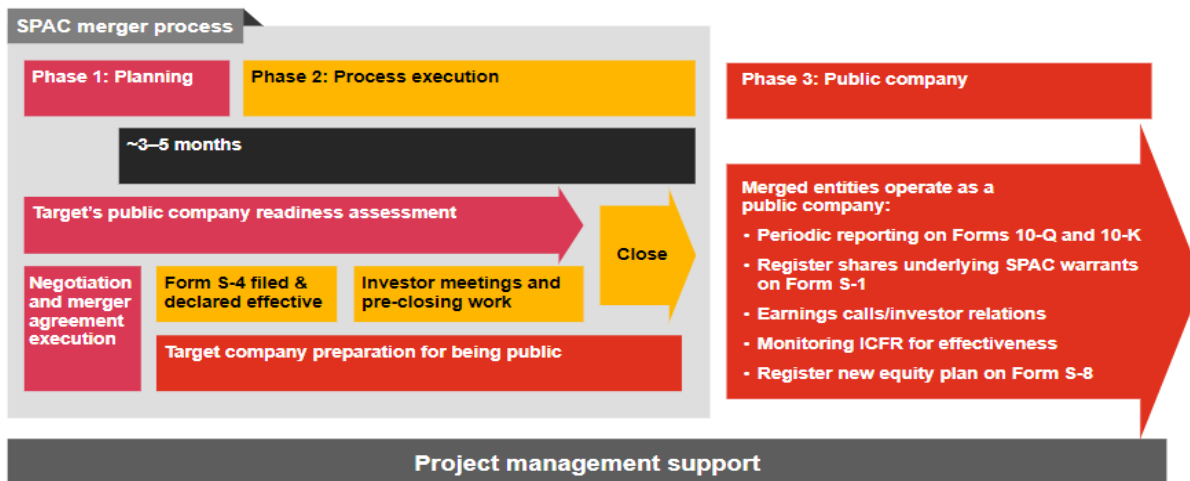 SPAC merger process
Phase 1: Planning
Phase 2: Process execution
Phase 3: Public company
~3–5 months
Target's public company readiness assessment
Close
Negotiation
and merger
agreement
execution
Form S-4 filed &
declared effective
Investor meetings and
pre-closing work
Target company preparation for being public
Merged entities operate as a
public company:
· Periodic reporting on Forms 10-Q and 10-K
· Register shares underlying SPAC warrants
on Form S-1
· Earnings calls/investor relations
· Monitoring ICFR for effectiveness
· Register new equity plan on Form S-8
Project management support